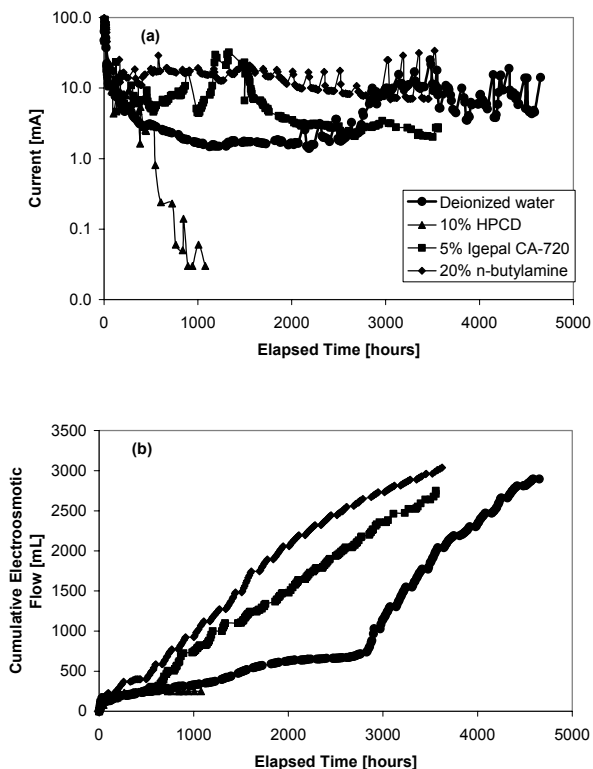 (a)
Current [mA]
100.0
10.0
1.0
0.1
0.0
0 1000 2000 3000 4000 5000
Elapsed Time [hours]
Deionized water
10% HPCD
5% Igepal CA-720
20% n-butylamine
(b)
Cumulative Electroosmotic
Flow [mL]
3500
3000
2500
2000
1500
1000
500
0
0 1000 2000 3000 4000 5000
Elapsed Time [hours]